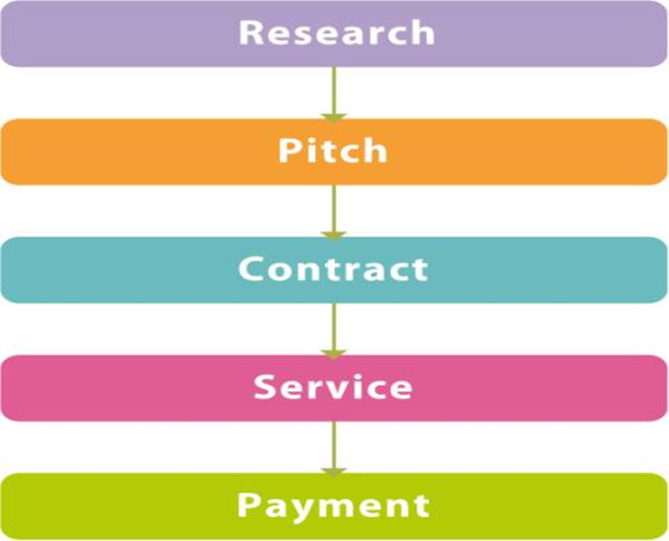 Research
Pitch
Contract
Service
Payment